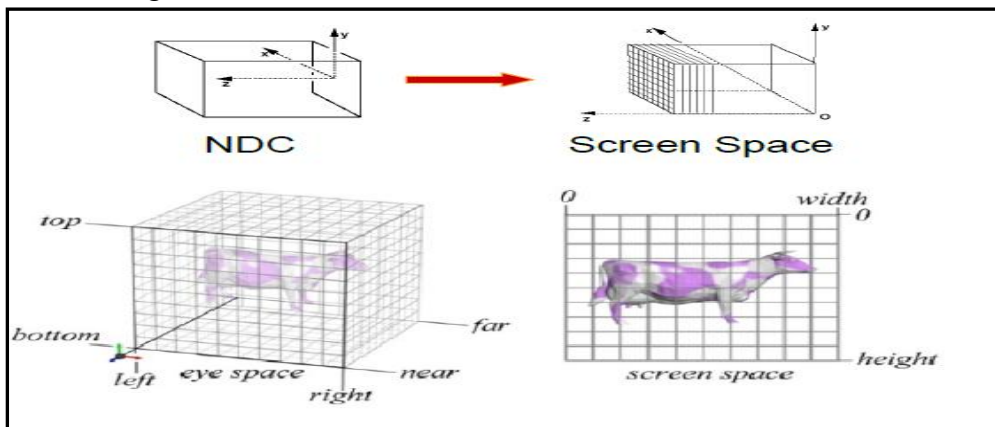 y
x
z
NDC
y
x
z
O
Screen Space
top
bottom
left
eye space
right
near
far
0
width
0
height
screen space